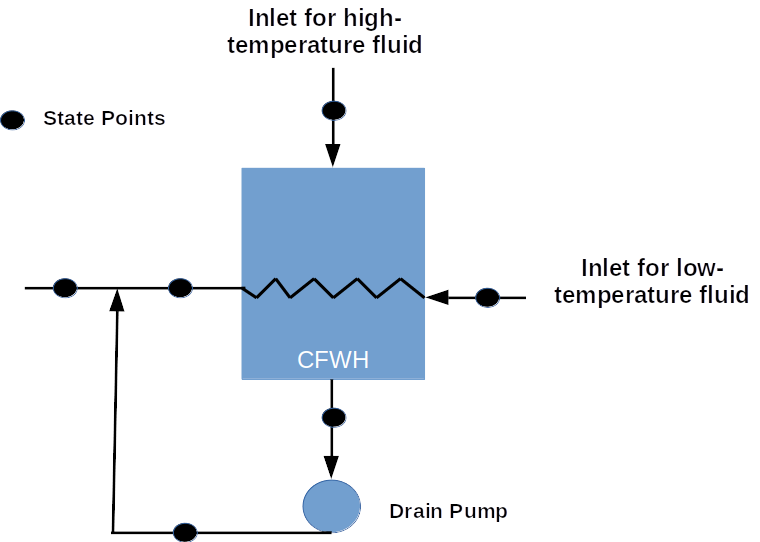 Inlet for high-
temperature fluid
State Points
Inlet for low-
temperature fluid
CFWH
Drain Pump